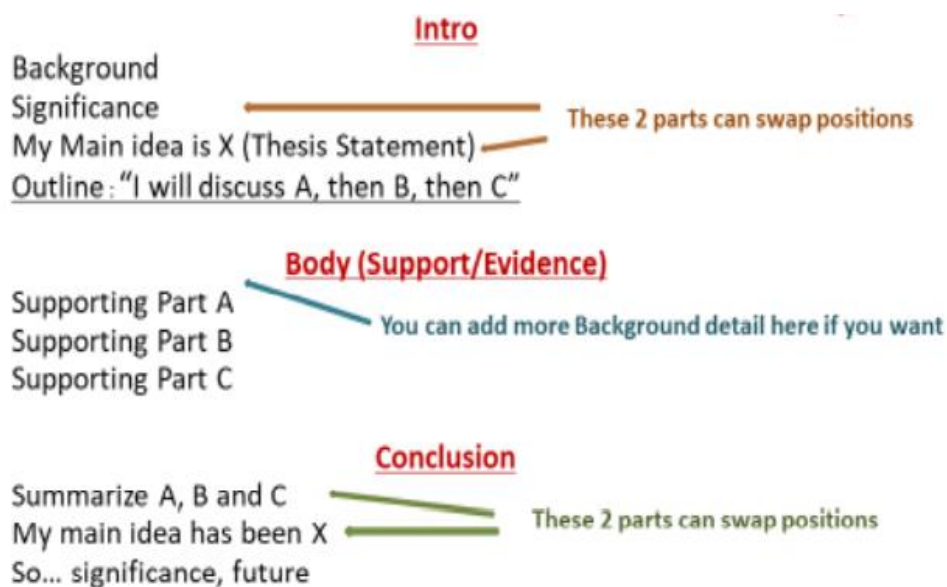 Intro
Background
Significance
These 2 parts can swap positions
My Main idea is X (Thesis Statement)
Outline : “I will discuss A, then B, then C”
Body (Support/Evidence)
Supporting Part A
You can add more Background detail here if you want
Supporting Part B
Supporting Part C
Conclusion
Summarize A, B and C
These 2 parts can swap positions
My main idea has been X
So... significance, future